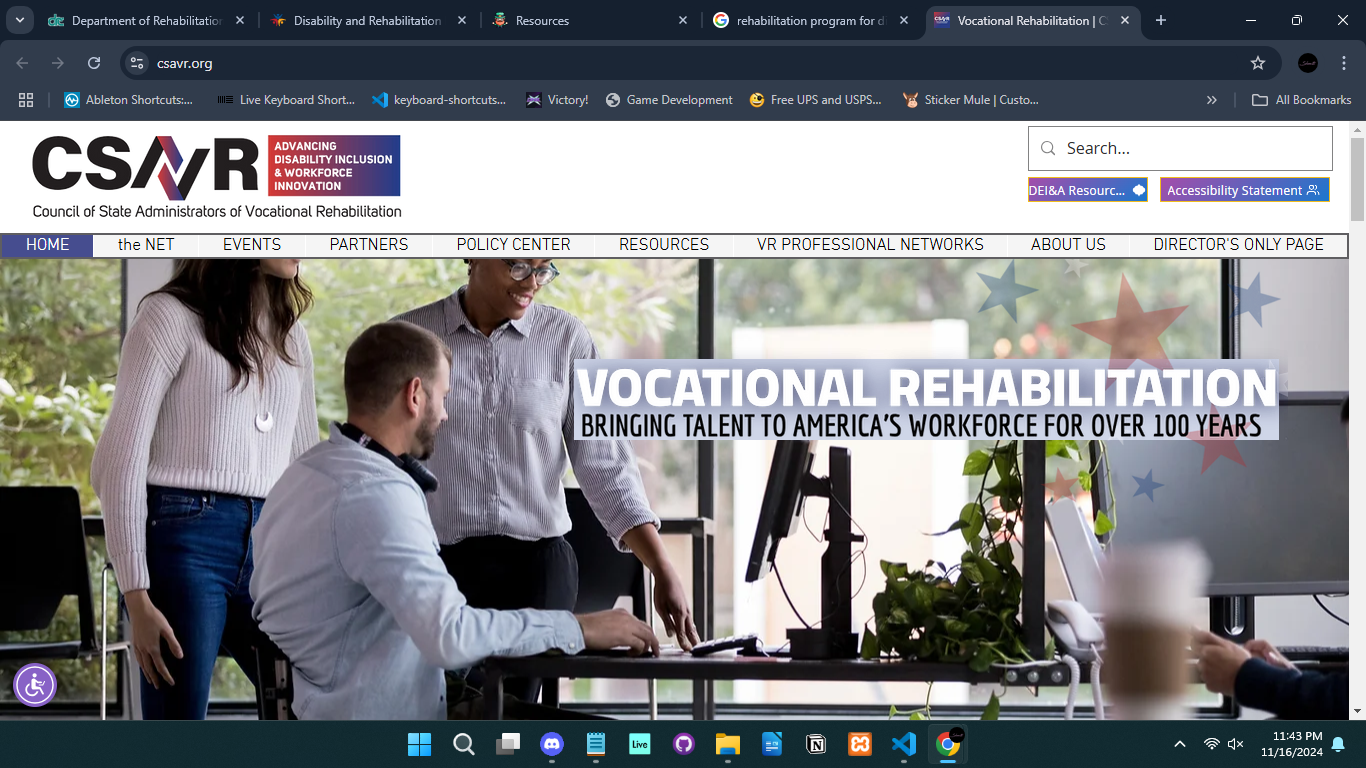 Department of Rehabilitation
Disability and Rehabilitation
Resources
rehabilitation program for di
Vocational Rehabilitation | CS
csavr.org
Ableton Shortcuts:...
Live Keyboard Short...
keyboard-shortcuts...
Victory!
Game Development
Free UPS and USPS...
Sticker Mule | Custo...
All Bookmarks
CSAVR
ADVANCING
DISABILITY INCLUSION
& WORKFORCE
INNOVATION
Council of State Administrators of Vocational Rehabilitation
Search...
DEI&A Resourc...
Accessibility Statement
HOME
the NET
EVENTS
PARTNERS
POLICY CENTER
RESOURCES
VR PROFESSIONAL NETWORKS
ABOUT US
DIRECTOR'S ONLY PAGE
VOCATIONAL REHABILITATION
BRINGING TALENT TO AMERICA'S WORKFORCE FOR OVER 100 YEARS
Live
11:43 PM
11/16/2024